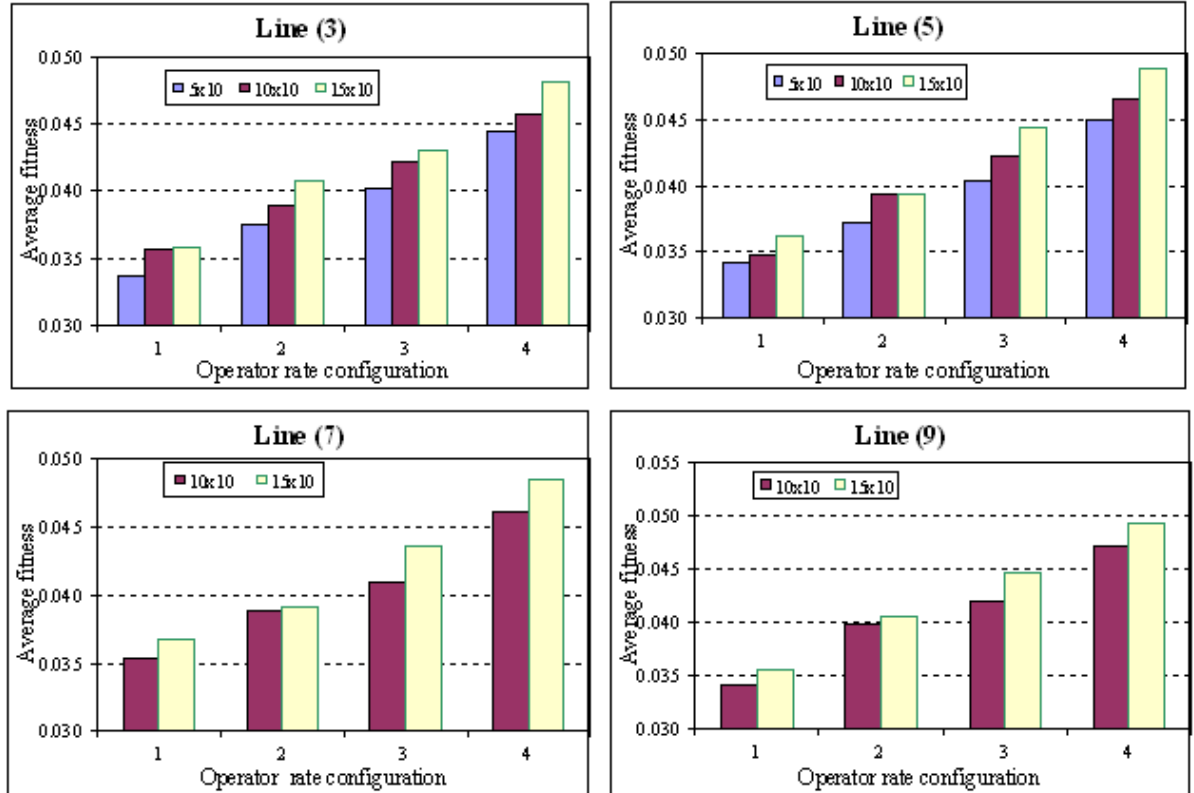 Line (3)
0.050
0.045
0.040
0.035
0.030
Average fitness
5x10 10x10 15x10
1 2 3 4
Operator rate configuration
Line (5)
0.050
0.045
0.040
0.035
0.030
Average fitness
5x10 10x10 15x10
1 2 3 4
Operator rate configuration
Line (7)
0.050
0.045
0.040
0.035
0.030
Average fitness
10x10 15x10
1 2 3 4
Operator rate configuration
Line (9)
0.055
0.050
0.045
0.040
0.035
0.030
Average fitness
10x10 15x10
1 2 3 4
Operator rate configuration